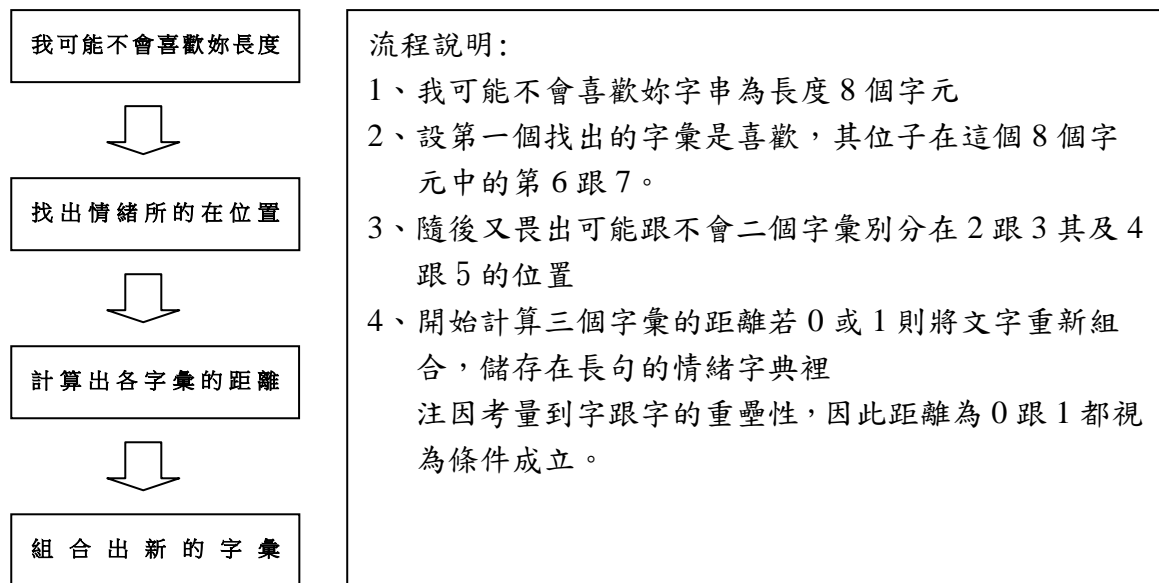 我可能不會喜歡妳長度
找出情緒所的在位置
計算出各字彙的距離
組合出新的字彙
流程說明:
1、我可能不會喜歡妳字串為長度 8 個字元
2、設第一個找出的字彙是喜歡，其位子在這個 8 個字
元中的第 6 跟 7。
3、隨後又畏出可能跟不會二個字彙別分在 2 跟 3 其及 4
跟 5 的位置
4、開始計算三個字彙的距離若 0 或 1 則將文字重新組
合，儲存在長句的情緒字典裡
注因考量到字跟字的重壘性，因此距離為 0 跟 1 都視
為條件成立。